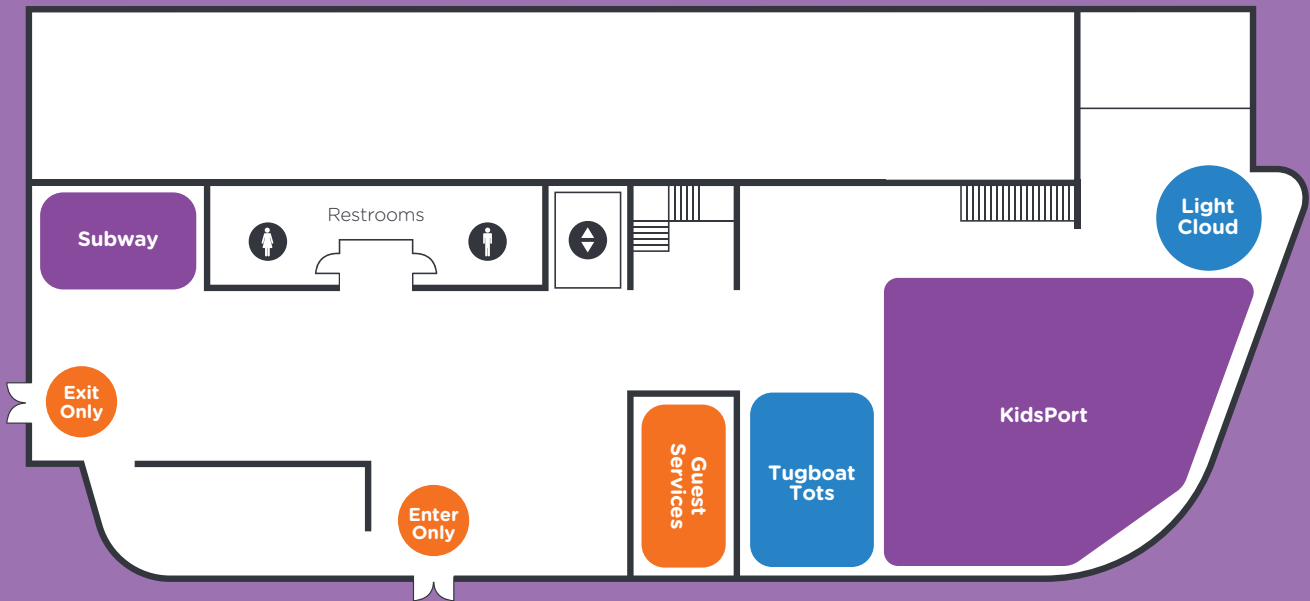 Restrooms
Subway
Light
Cloud
Exit
Only
KidsPort
Guest
Services
Tugboat
Tots
Enter
Only